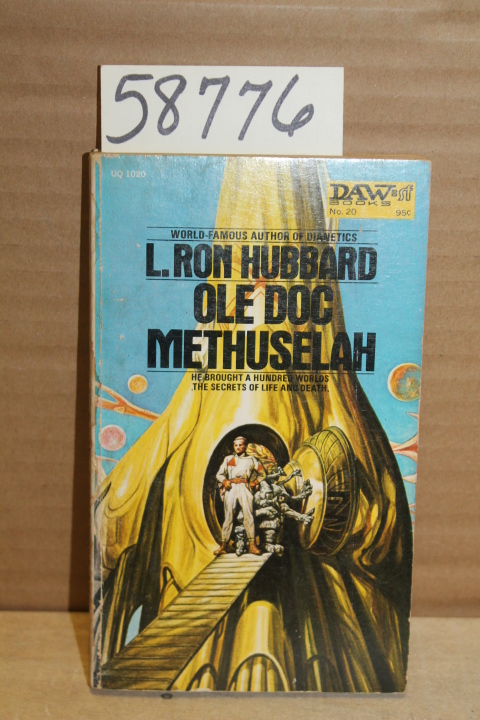 58776
UQ 1020
DAW sf
BOOKS
No. 20 95¢
WORLD-FAMOUS AUTHOR OF DIANETICS
L. RON HUBBARD
OLE DOC
METHUSELAH
HE BROUGHT A HUNDRED WORLDS
THE SECRETS OF LIFE AND DEATH.